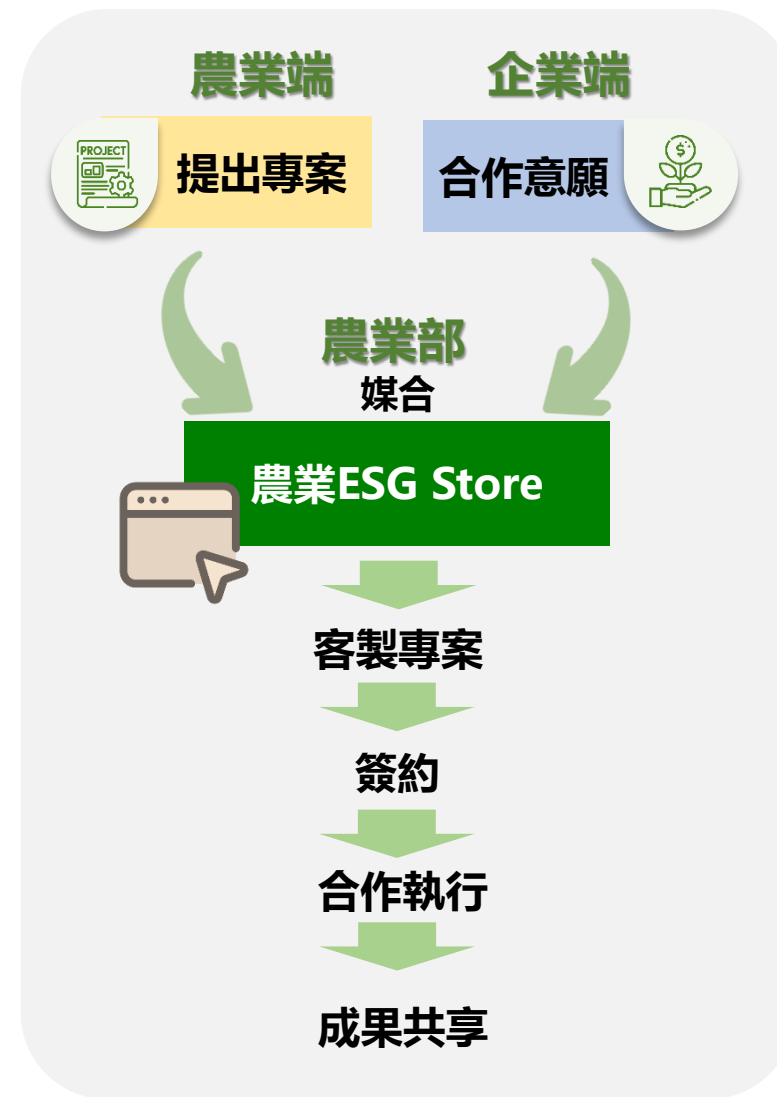 農業端
企業端
PROJECT
提出專案
合作意願
$
農業部
媒合
農業ESG Store
客製專案
簽約
合作執行
成果共享